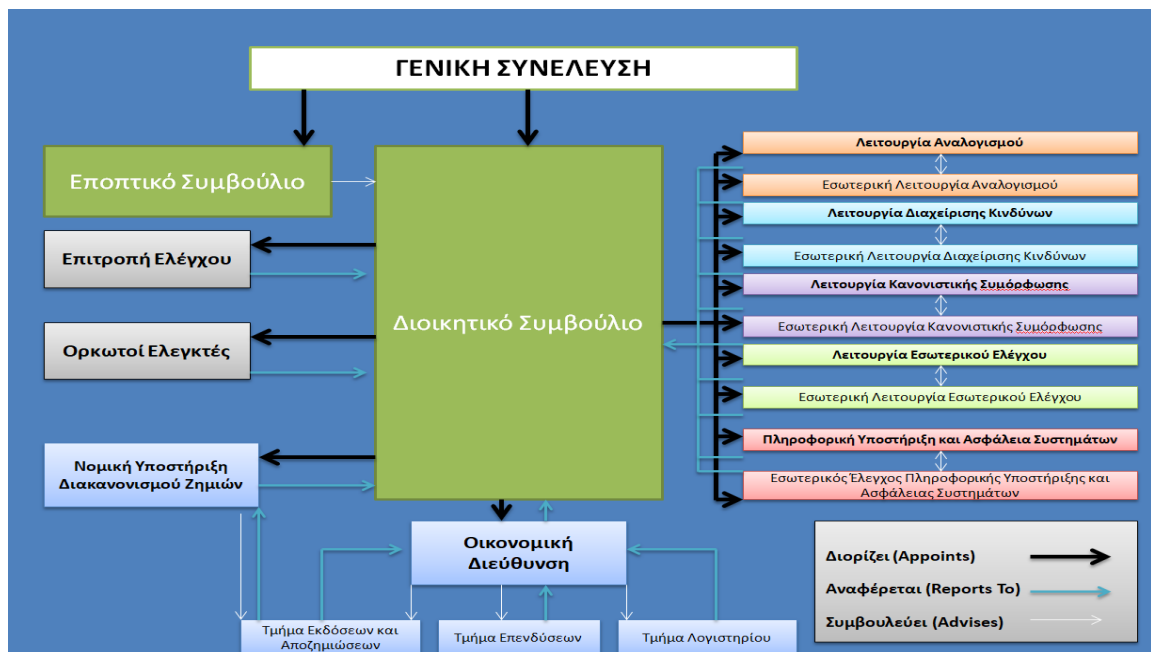 ΓΕΝΙΚΗ ΣΥΝΕΛΕΥΣΗ
Εποπτικό Συμβούλιο
Επιτροπή Ελέγχου
Ορκωτοί Ελεγκτές
Νομική Υποστήριξη
Διακανονισμού Ζημιών
Διοικητικό Συμβούλιο
Οικονομική
Διεύθυνση
Τμήμα Εκδόσεων και
Αποζημιώσεων
Τμήμα Επενδύσεων
Τμήμα Λογιστηρίου
Λειτουργία Αναλογισμού
Εσωτερική Λειτουργία Αναλογισμού
Λειτουργία Διαχείρισης Κινδύνων
Εσωτερική Λειτουργία Διαχείρισης Κινδύνων
Λειτουργία Κανονιστικής Συμόρφωσης
Εσωτερική Λειτουργία Κανονιστικής Συμόρφωσης
Λειτουργία Εσωτερικού Ελέγχου
Εσωτερική Λειτουργία Εσωτερικού Ελέγχου
Πληροφορική Υποστήριξη και Ασφάλεια Συστημάτων
Εσωτερικός Έλεγχος Πληροφορικής Υποστήριξης και
Ασφάλειας Συστημάτων
Διορίζει (Appoints)
Αναφέρεται (Reports To)
Συμβουλεύει (Advises)